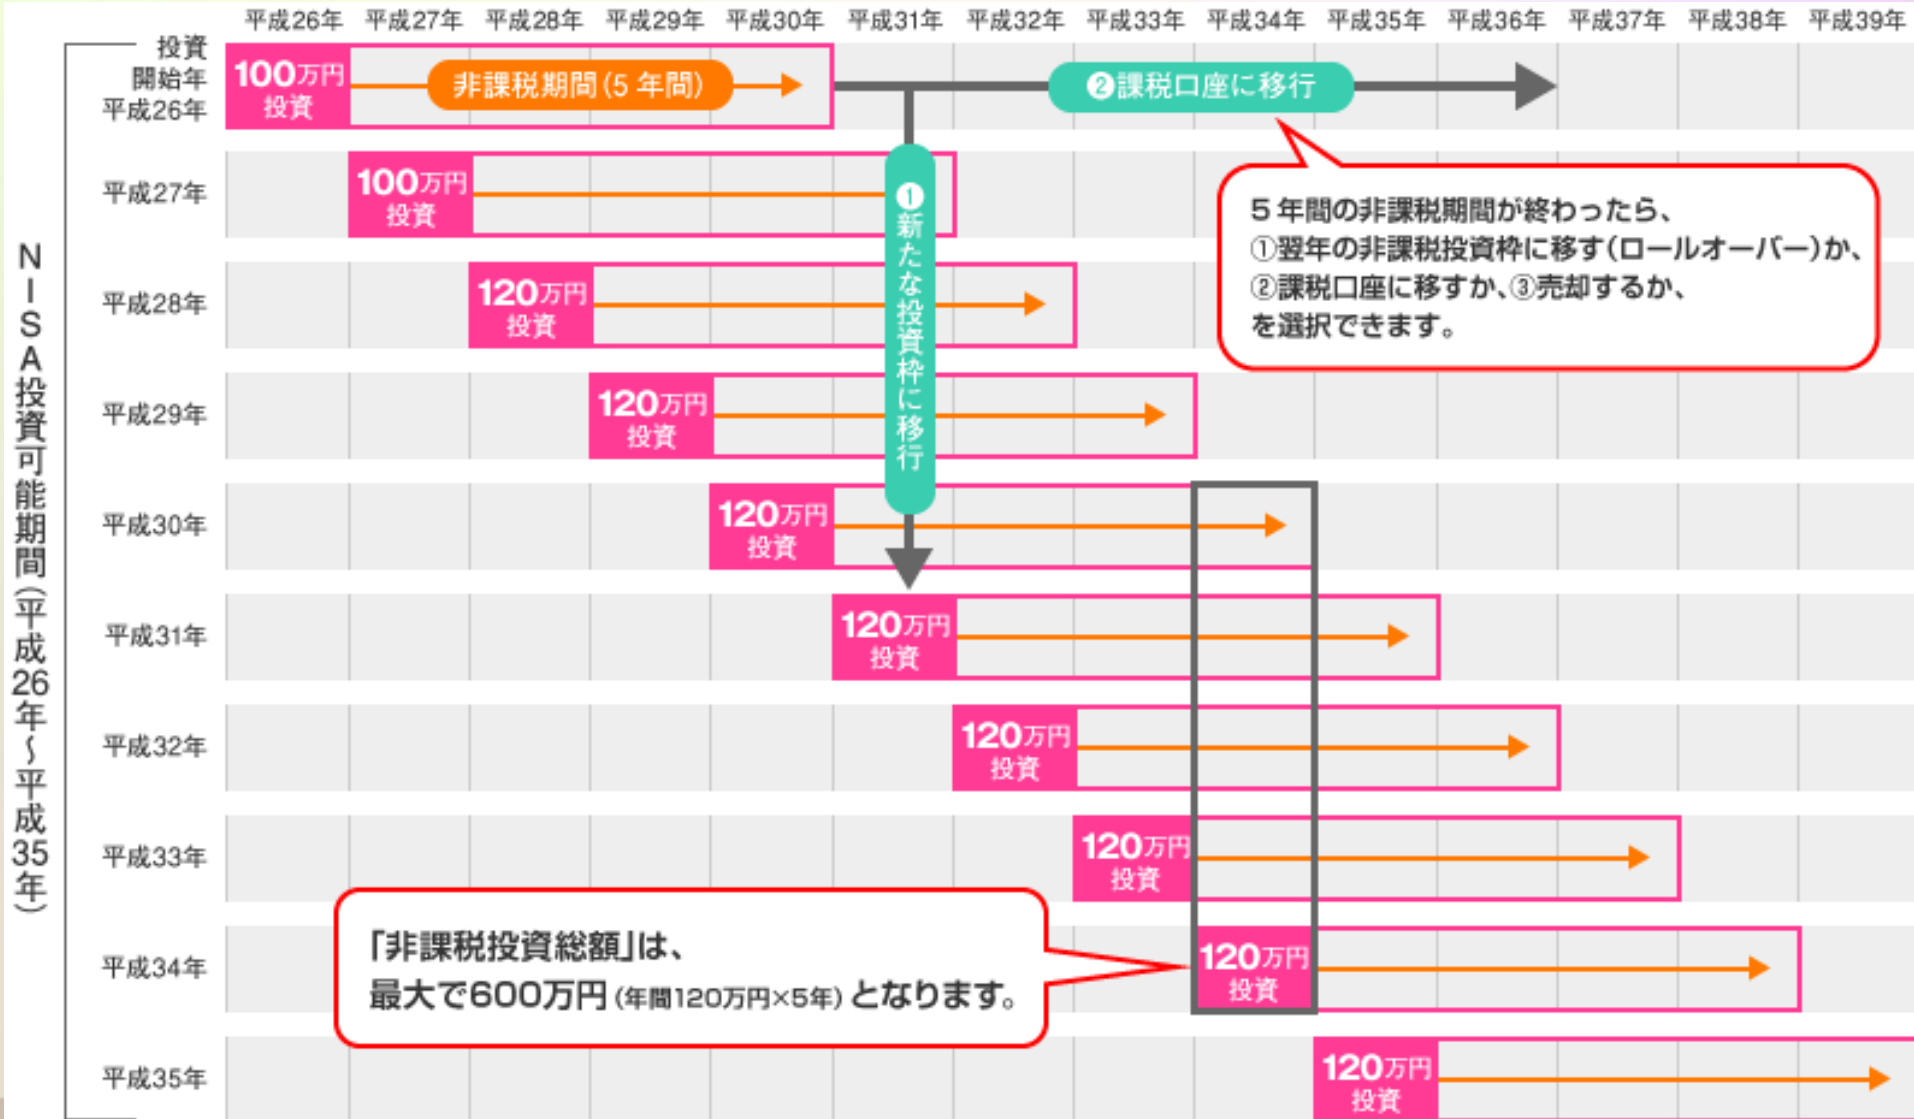 平成26年 平成27年 平成28年 平成29年 平成30年 平成31年 平成32年 平成33年 平成34年 平成35年 平成36年 平成37年 平成38年 平成39年
NISA投資可能期間(平成26年～平成35年)
投資
開始年
平成26年
100万円
投資
非課税期間(5年間)
❷課税口座に移行
平成27年
100万円
投資
❶新たな投資枠に移行
5年間の非課税期間が終わったら、
①翌年の非課税投資枠に移す(ロールオーバー)か、
②課税口座に移すか、③売却するか、
を選択できます。
平成28年
120万円
投資
平成29年
120万円
投資
平成30年
120万円
投資
平成31年
120万円
投資
平成32年
120万円
投資
平成33年
120万円
投資
「非課税投資総額」は、
最大で600万円(年間120万円×5年)となります。
平成34年
120万円
投資
平成35年
120万円
投資